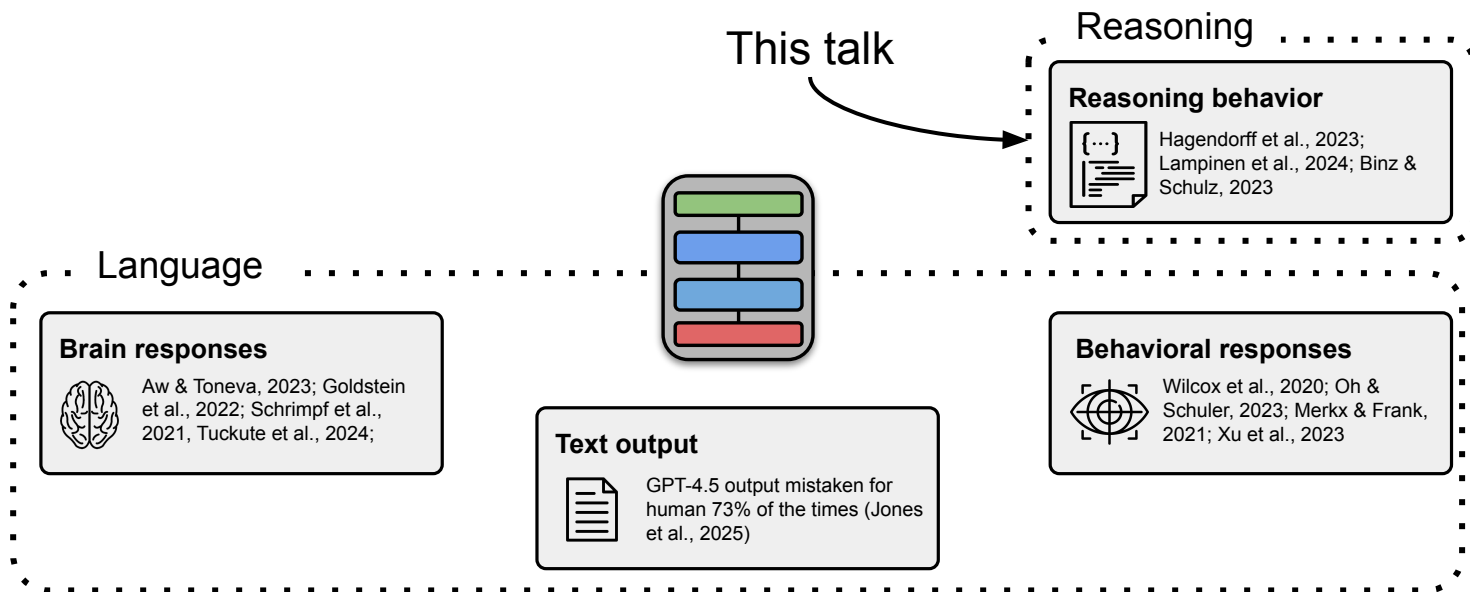 This talk
Reasoning
Reasoning behavior
{...}
Hagendorff et al., 2023;
Lampinen et al., 2024; Binz &
Schulz, 2023
Language
Brain responses
Aw & Toneva, 2023; Goldstein
et al., 2022; Schrimpf et al.,
2021, Tuckute et al., 2024;
Text output
GPT-4.5 output mistaken for
human 73% of the times (Jones
et al., 2025)
Behavioral responses
Wilcox et al., 2020; Oh &
Schuler, 2023; Merkx & Frank,
2021; Xu et al., 2023